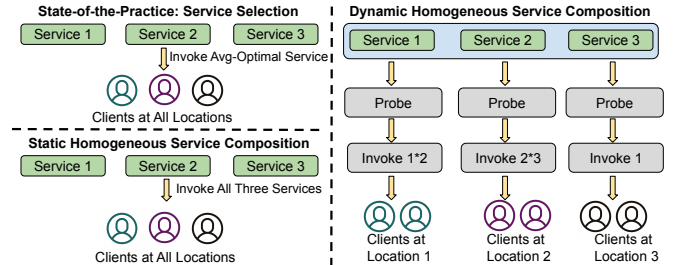 State-of-the-Practice: Service Selection
Service 1 Service 2 Service 3
Invoke Avg-Optimal Service
Clients at All Locations
Static Homogeneous Service Composition
Service 1 Service 2 Service 3
Invoke All Three Services
Clients at All Locations
Dynamic Homogeneous Service Composition
Service 1 Service 2 Service 3
Probe Probe Probe
Invoke 1*2 Invoke 2*3 Invoke 1
Clients at Clients at Clients at
Location 1 Location 2 Location 3